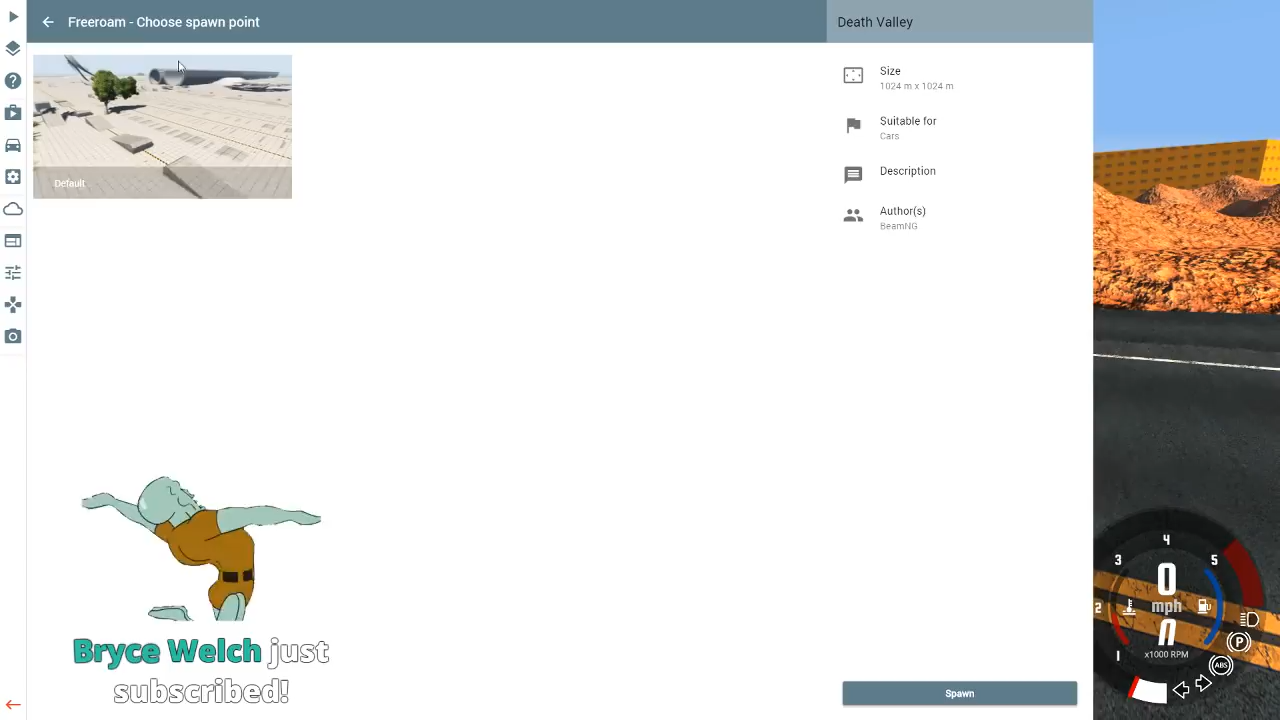 Freeroam - Choose spawn point
Death Valley
Default
Size
1024 m x 1024 m
Suitable for
Cars
Description
Author(s)
BeamNG
Bryce Welch just
subscribed!
Spawn
4
3
5
0
2
mph
n
1
x1000 RPM
P
ABS